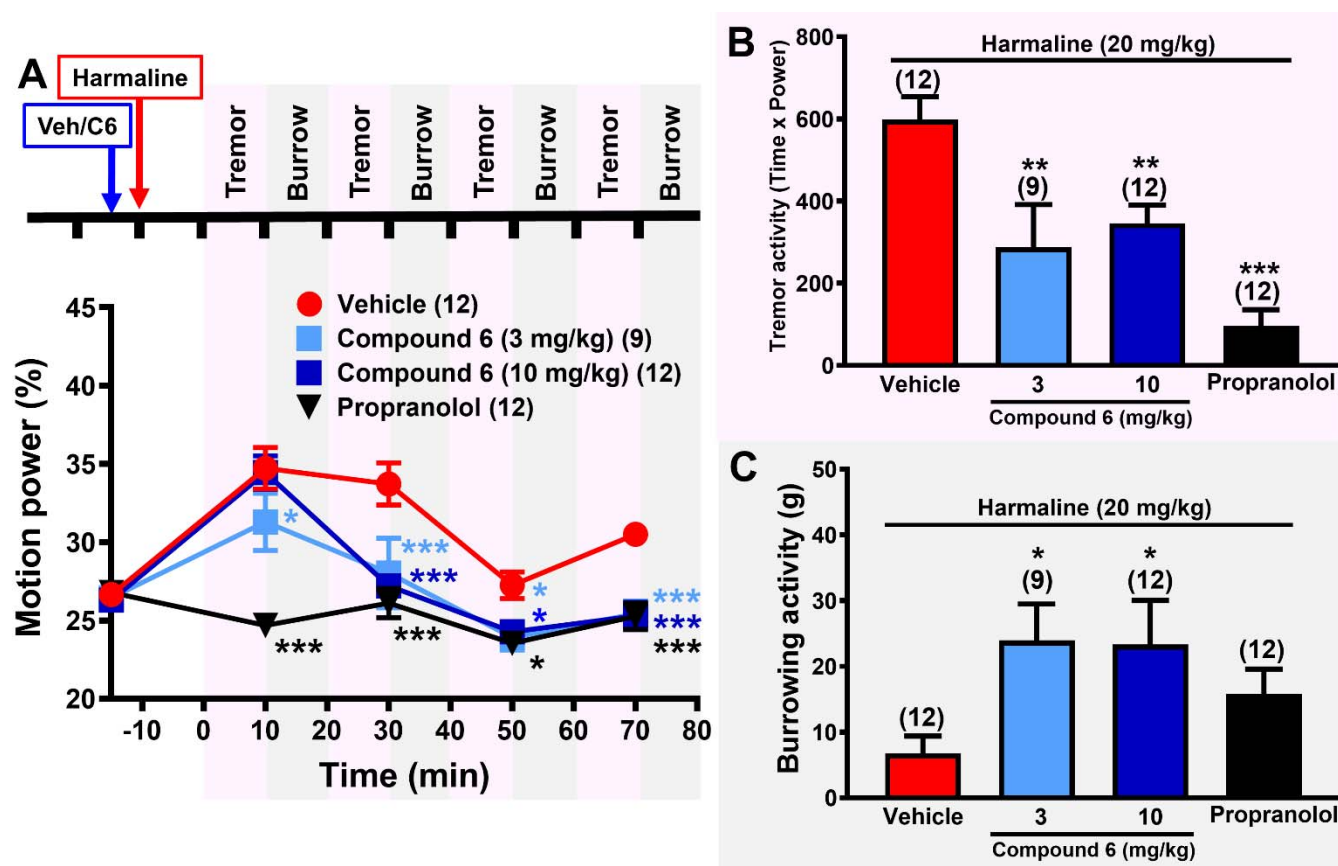 A
Harmaline
Veh/C6
Tremor
Burrow
Tremor
Burrow
Tremor
Burrow
Tremor
Burrow
Vehicle (12)
Compound 6 (3 mg/kg) (9)
Compound 6 (10 mg/kg) (12)
Propranolol (12)
Motion power (%)
45
40
35
30
25
20
*
***
***
***
***
*
*
*
***
***
***
-10 0 10 20 30 40 50 60 70 80
Time (min)
B
Harmaline (20 mg/kg)
Tremor activity (Time x Power)
800
600
400
200
0
(12)
**
(9)
**
(12)
***
(12)
Vehicle 3 10 Propranolol
Compound 6 (mg/kg)
C
Harmaline (20 mg/kg)
Burrowing activity (g)
50
40
30
20
10
0
(12)
*
(9)
*
(12)
(12)
Vehicle 3 10 Propranolol
Compound 6 (mg/kg)